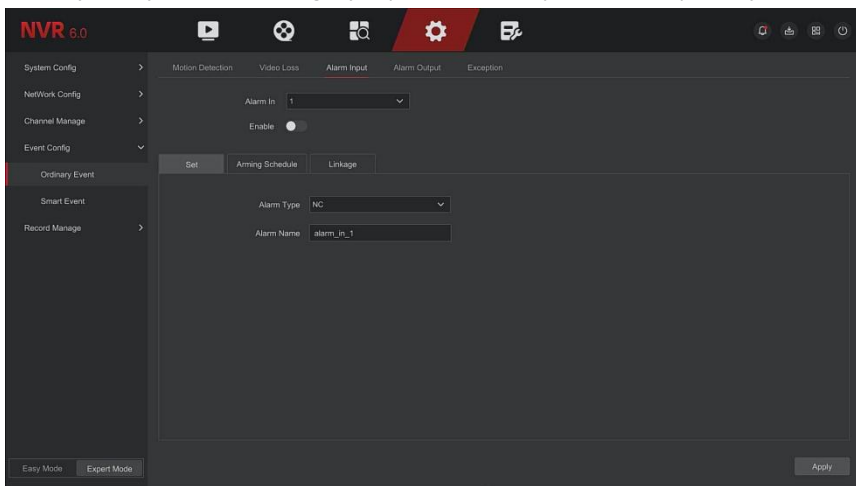 NVR 6.0
System Config
NetWork Config
Channel Manage
Event Config
Ordinary Event
Smart Event
Record Manage
Easy Mode Expert Mode
Motion Detection Video Loss Alarm Input Alarm Output Exception
Alarm In 1
Enable
Set Arming Schedule Linkage
Alarm Type NC
Alarm Name alarm_in_1
Apply